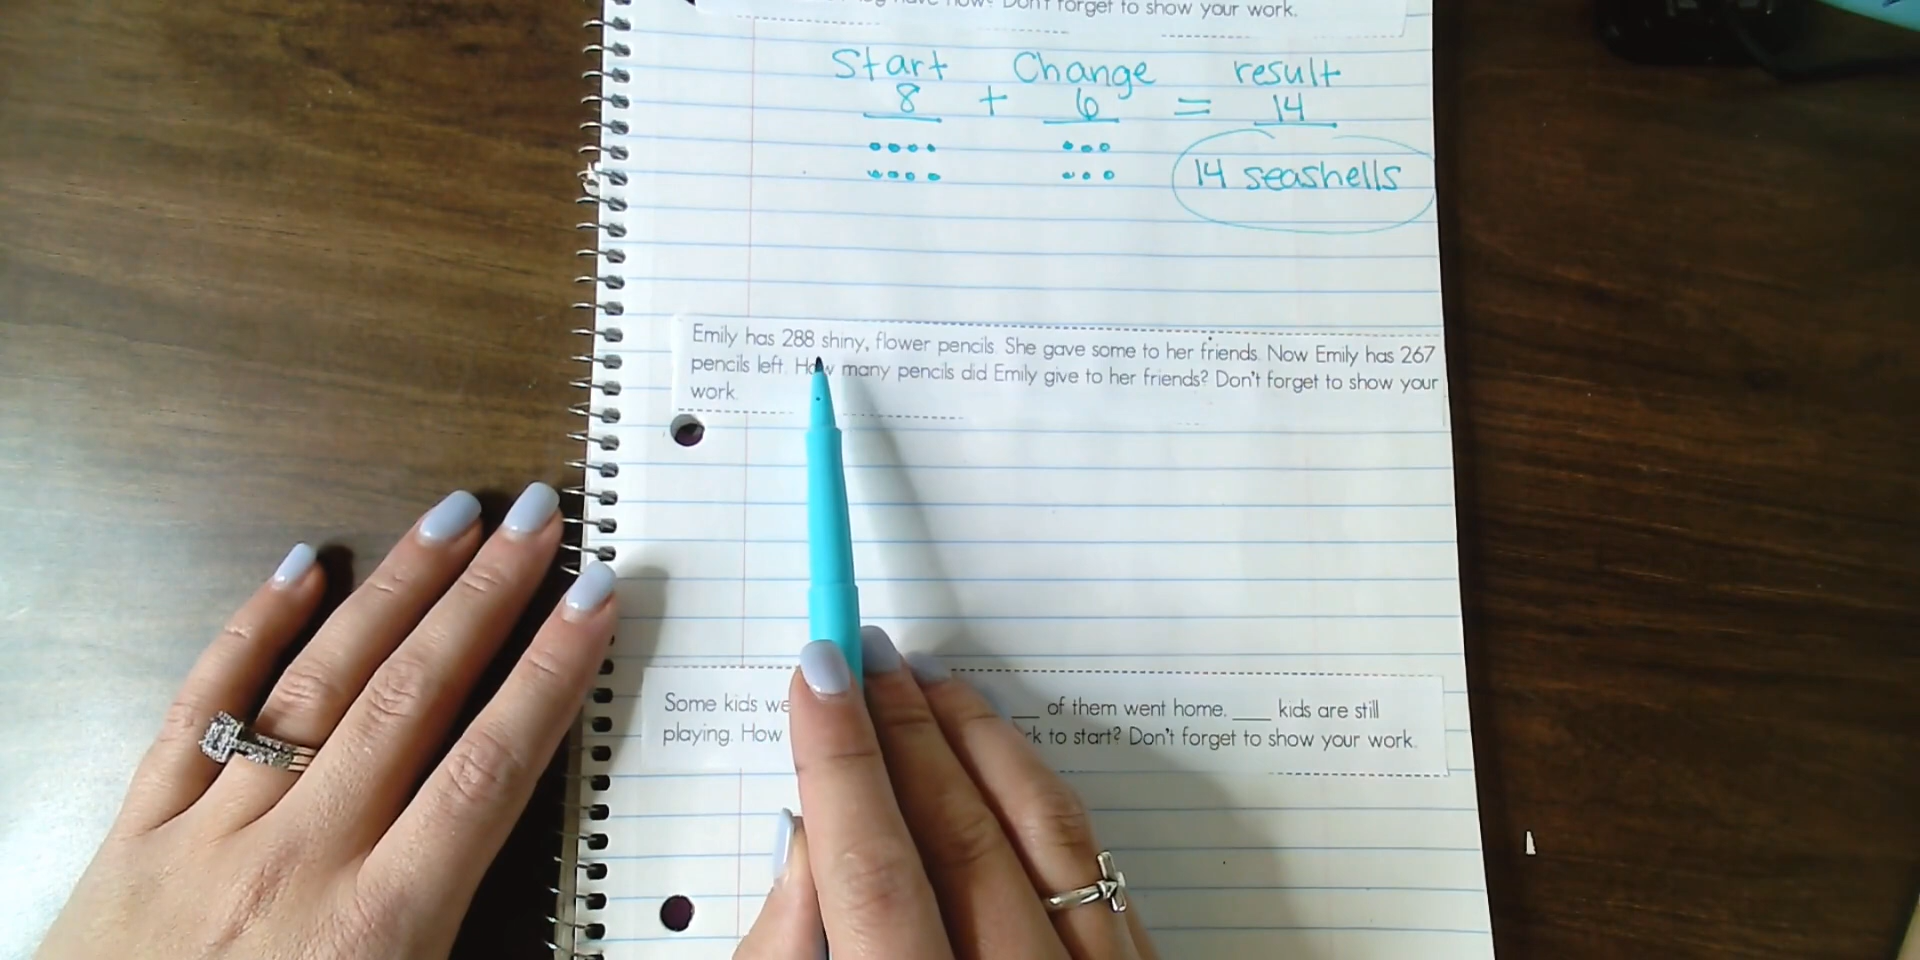 now? Don't forget to show your work.
Start Change result
8 + 6 = 14
14 seashells
Emily has 288 shiny, flower pencils. She gave some to her friends. Now Emily has 267
pencils left. How many pencils did Emily give to her friends? Don't forget to show your
work.
Some kids of them went home. ____ kids are still
playing. How to start? Don't forget to show your work.